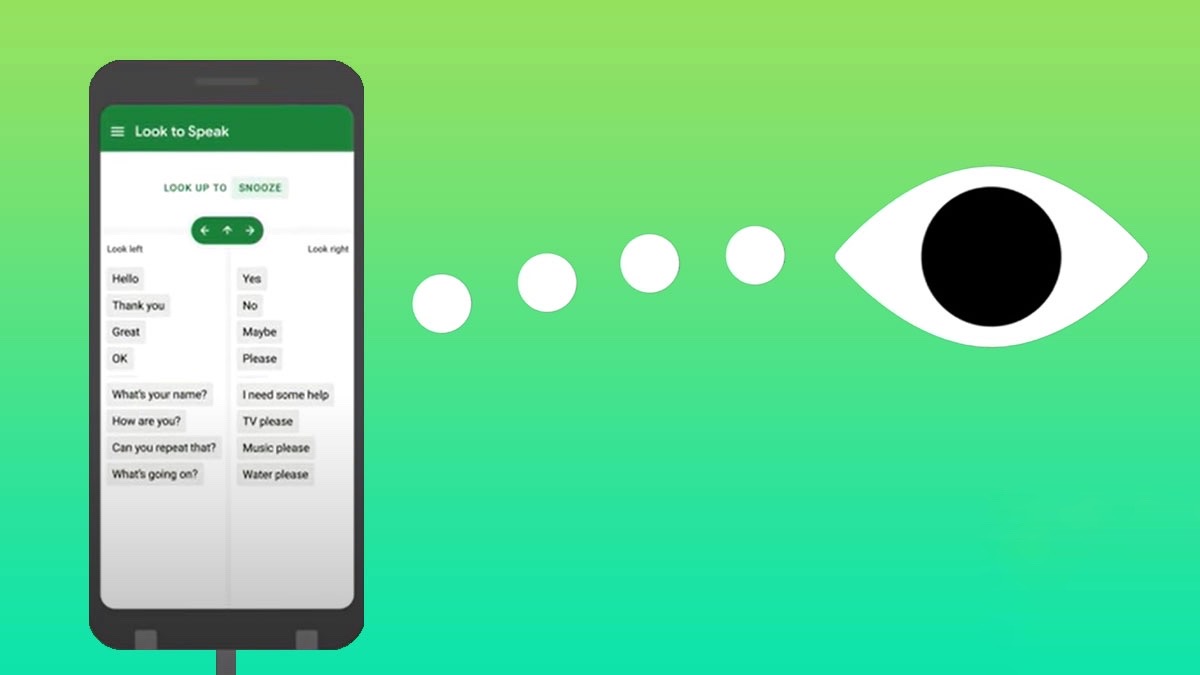 Look to Speak
LOOK UP TO SNOOZE
Look left
Look right
Hello
Thank you
Great
OK
What's your name?
How are you?
Can you repeat that?
What's going on?
Yes
No
Maybe
Please
I need some help
TV please
Music please
Water please